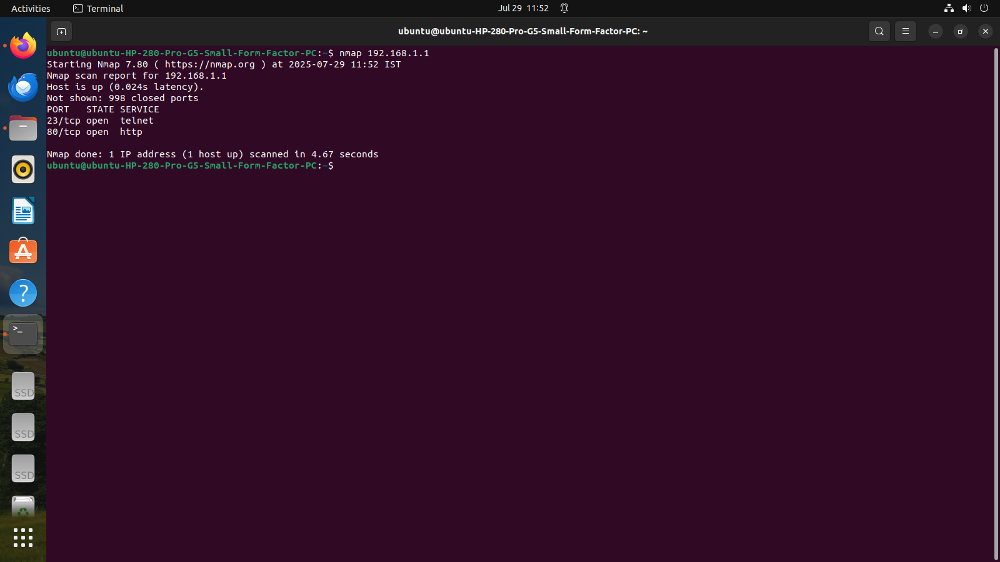 Activities Terminal Jul 29 11:52
ubuntu@ubuntu-HP-280-Pro-G5-Small-Form-Factor-PC: ~
ubuntu@ubuntu-HP-280-Pro-G5-Small-Form-Factor-PC:~$ nmap 192.168.1.1
Starting Nmap 7.80 ( https://nmap.org ) at 2025-07-29 11:52 IST
Nmap scan report for 192.168.1.1
Host is up (0.024s latency).
Not shown: 998 closed ports
PORT   STATE SERVICE
23/tcp open  telnet
80/tcp open  http
Nmap done: 1 IP address (1 host up) scanned in 4.67 seconds
ubuntu@ubuntu-HP-280-Pro-G5-Small-Form-Factor-PC:~$
SSD
SSD
SSD